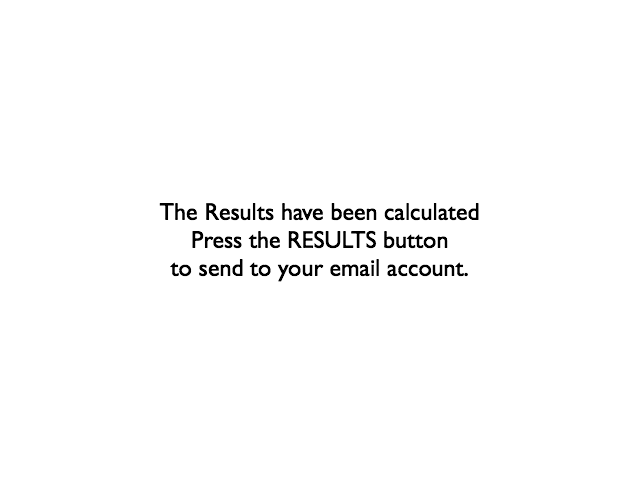 The Results have been calculated
Press the RESULTS button
to send to your email account.